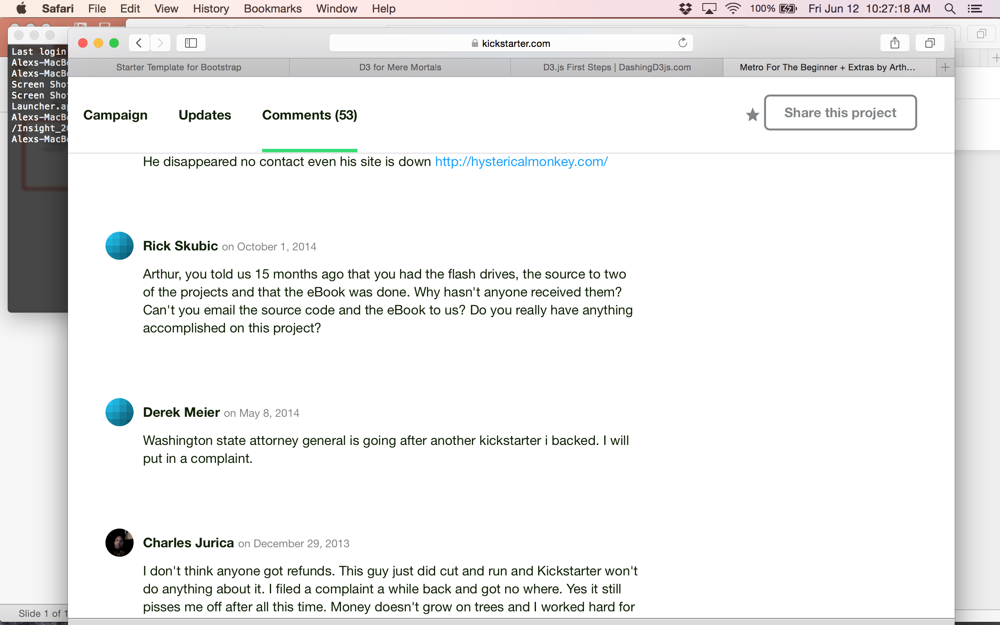 Safari File Edit View History Bookmarks Window Help 100% Fri Jun 12 10:27:18 AM
kickstarter.com
Starter Template for Bootstrap D3 for Mere Mortals D3.js First Steps | DashingD3js.com Metro For The Beginner + Extras by Arth...
Last login
Alexs-MacB
Alexs-MacB
Screen Sho
Screen Sho
Launcher.a
Alexs-MacB
/Insight_2
Alexs-MacB
Campaign Updates Comments (53) Share this project
He disappeared no contact even his site is down http://hystericalmonkey.com/
Rick Skubic on October 1, 2014
Arthur, you told us 15 months ago that you had the flash drives, the source to two
of the projects and that the eBook was done. Why hasn't anyone received them?
Can't you email the source code and the eBook to us? Do you really have anything
accomplished on this project?
Derek Meier on May 8, 2014
Washington state attorney general is going after another kickstarter i backed. I will
put in a complaint.
Charles Jurica on December 29, 2013
I don't think anyone got refunds. This guy just did cut and run and Kickstarter won't
do anything about it. I filed a complaint a while back and got no where. Yes it still
pisses me off after all this time. Money doesn't grow on trees and I worked hard for
Slide 1 of 1